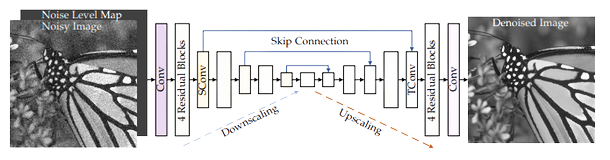 Noise Level Map
Noisy Image
Conv
4 Residual Blocks
SConv
Skip Connection
Downscaling
Upscaling
TConv
4 Residual Blocks
Conv
Denoised Image